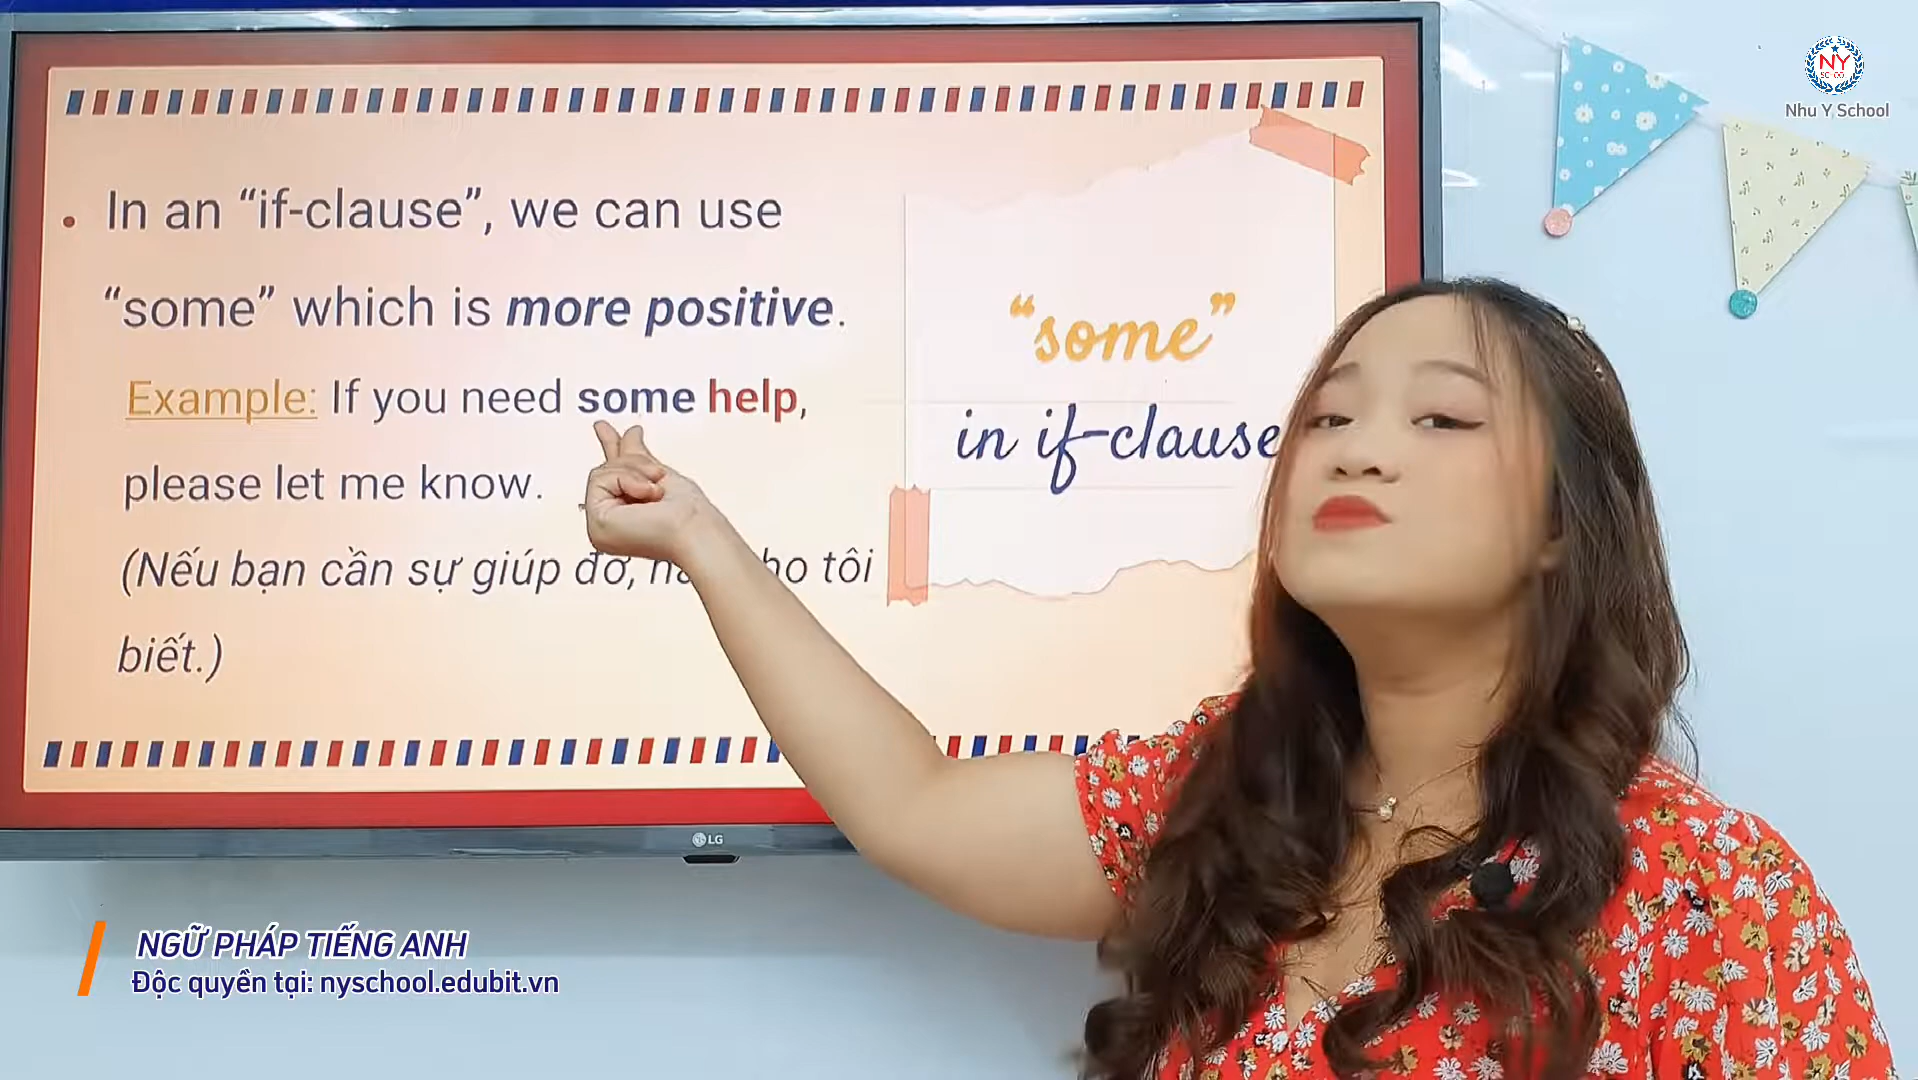 In an “if-clause”, we can use
“some” which is more positive.
Example: If you need some help,
please let me know.
(Nếu bạn cần sự giúp đỡ, tôi
biết.)
“some”
in if-clause
NY
SCHOOL
Nhu Y School
LG
NGỮ PHÁP TIẾNG ANH
Độc quyền tại: nyschool.edubit.vn